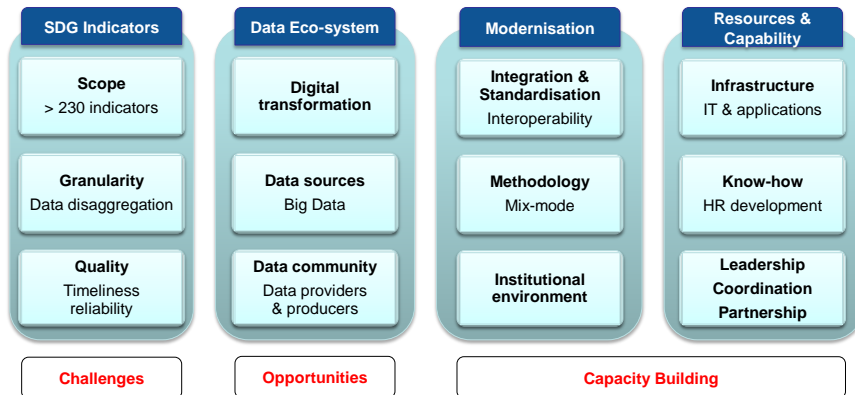 SDG Indicators
Scope
> 230 indicators
Granularity
Data disaggregation
Quality
Timeliness
reliability
Challenges
Data Eco-system
Digital
transformation
Data sources
Big Data
Data community
Data providers
& producers
Opportunities
Modernisation
Integration &
Standardisation
Interoperability
Methodology
Mix-mode
Institutional
environment
Resources &
Capability
Infrastructure
IT & applications
Know-how
HR development
Leadership
Coordination
Partnership
Capacity Building